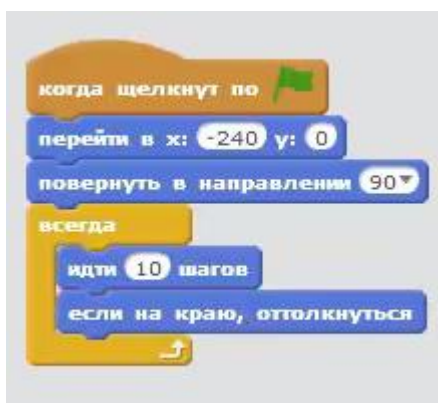 когда щелкнут по
перейти в x: -240 y: 0
повернуть в направлении 90
всегда
идти 10 шагов
если на краю, оттолкнуться